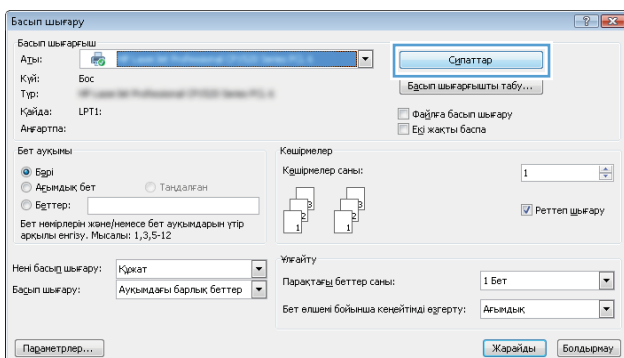 Басып шығару
Басып шығарғыш
Аты:
Сипаттар
Күй: Бос
Түр:
Басып шығарғышты табу...
Қайда: LPT1:
Файлға басып шығару
Аңғартпа:
Екі жақты баспа
Бет ауқымы
Бәрі
Ағымдық бет Таңдалған
Беттер:
Бет нөмірлерін және/немесе бет ауқымдарын үтір
арқылы енгізу. Мысалы: 1,3,5-12
Көшірмелер
Көшірмелер саны: 1
Реттеп шығару
Нені басып шығару: Құжат
Басып шығару: Ауқымдағы барлық беттер
Ұлғайту
Парақтағы беттер саны: 1 Бет
Бет өлшемі бойынша кеңейтімді өзгерту: Ағымдық
Параметрлер...
Жарайды Болдырмау